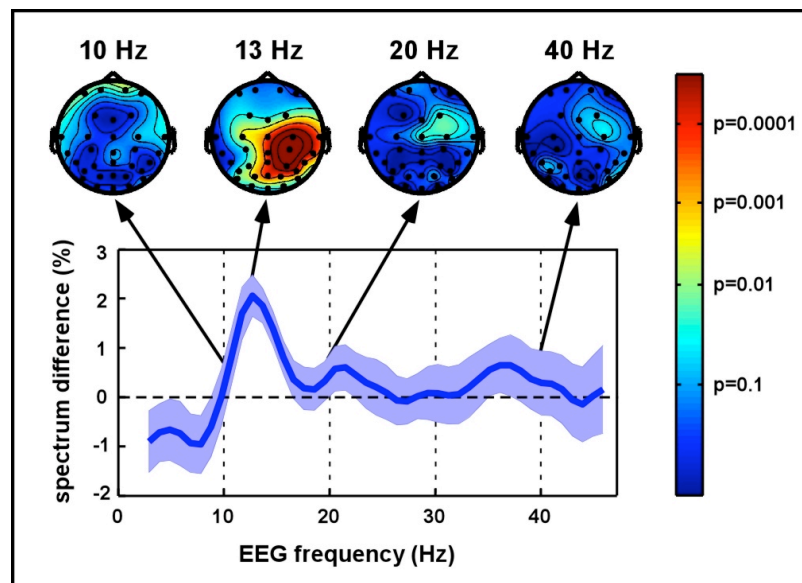 10 Hz 13 Hz 20 Hz 40 Hz
p=0.0001
p=0.001
p=0.01
p=0.1
spectrum difference (%)
3
2
1
0
-1
-2
0 10 20 30 40
EEG frequency (Hz)